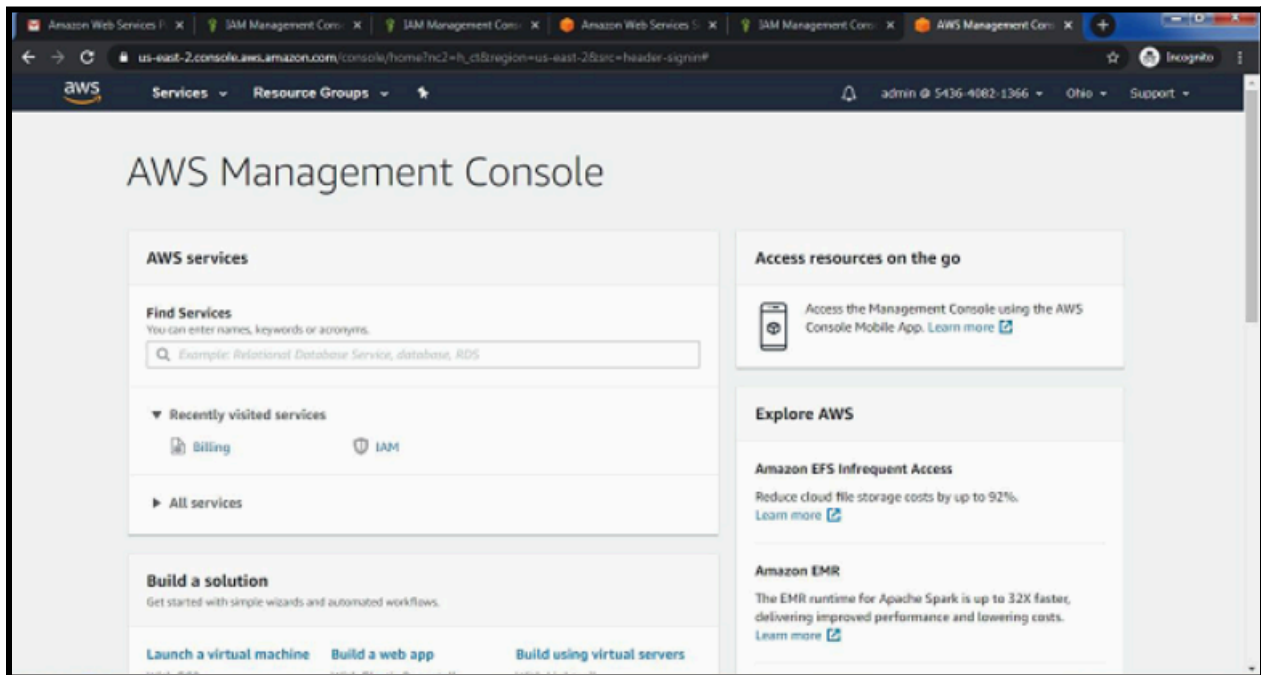 Amazon Web Services
IAM Management Con
IAM Management Con
Amazon Web Services S
IAM Management Con
AWS Management Con
us-east-2.console.aws.amazon.com/console/home?nc2=h_ct&region=us-east-2&src=header-signin#
Incognito
aws
Services
Resource Groups
admin @ 5436-4082-1366
Ohio
Support
AWS Management Console
AWS services
Find Services
You can enter names, keywords or acronyms.
Example: Relational Database Service, database, RDS
Recently visited services
Billing
IAM
All services
Build a solution
Get started with simple wizards and automated workflows.
Launch a virtual machine
Build a web app
Build using virtual servers
Access resources on the go
Access the Management Console using the AWS
Console Mobile App. Learn more
Explore AWS
Amazon EFS Infrequent Access
Reduce cloud file storage costs by up to 92%.
Learn more
Amazon EMR
The EMR runtime for Apache Spark is up to 32X faster,
delivering improved performance and lowering costs.
Learn more